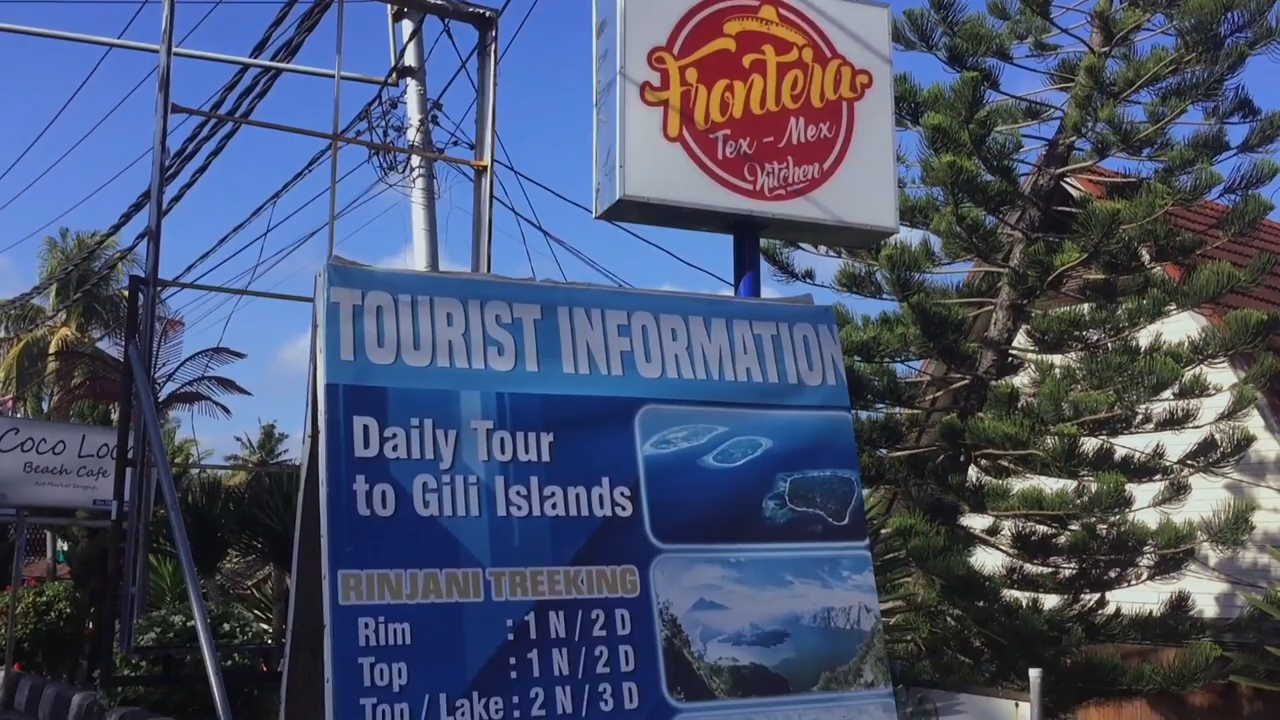 Frontera
Tex - Mex
Kitchen
TOURIST INFORMATION
Daily Tour
to Gili Islands
RINJANI TREEKING
Rim : 1 N / 2 D
Top : 1 N / 2 D
Top / Lake : 2 N / 3 D
Coco Loco
Beach Cafe